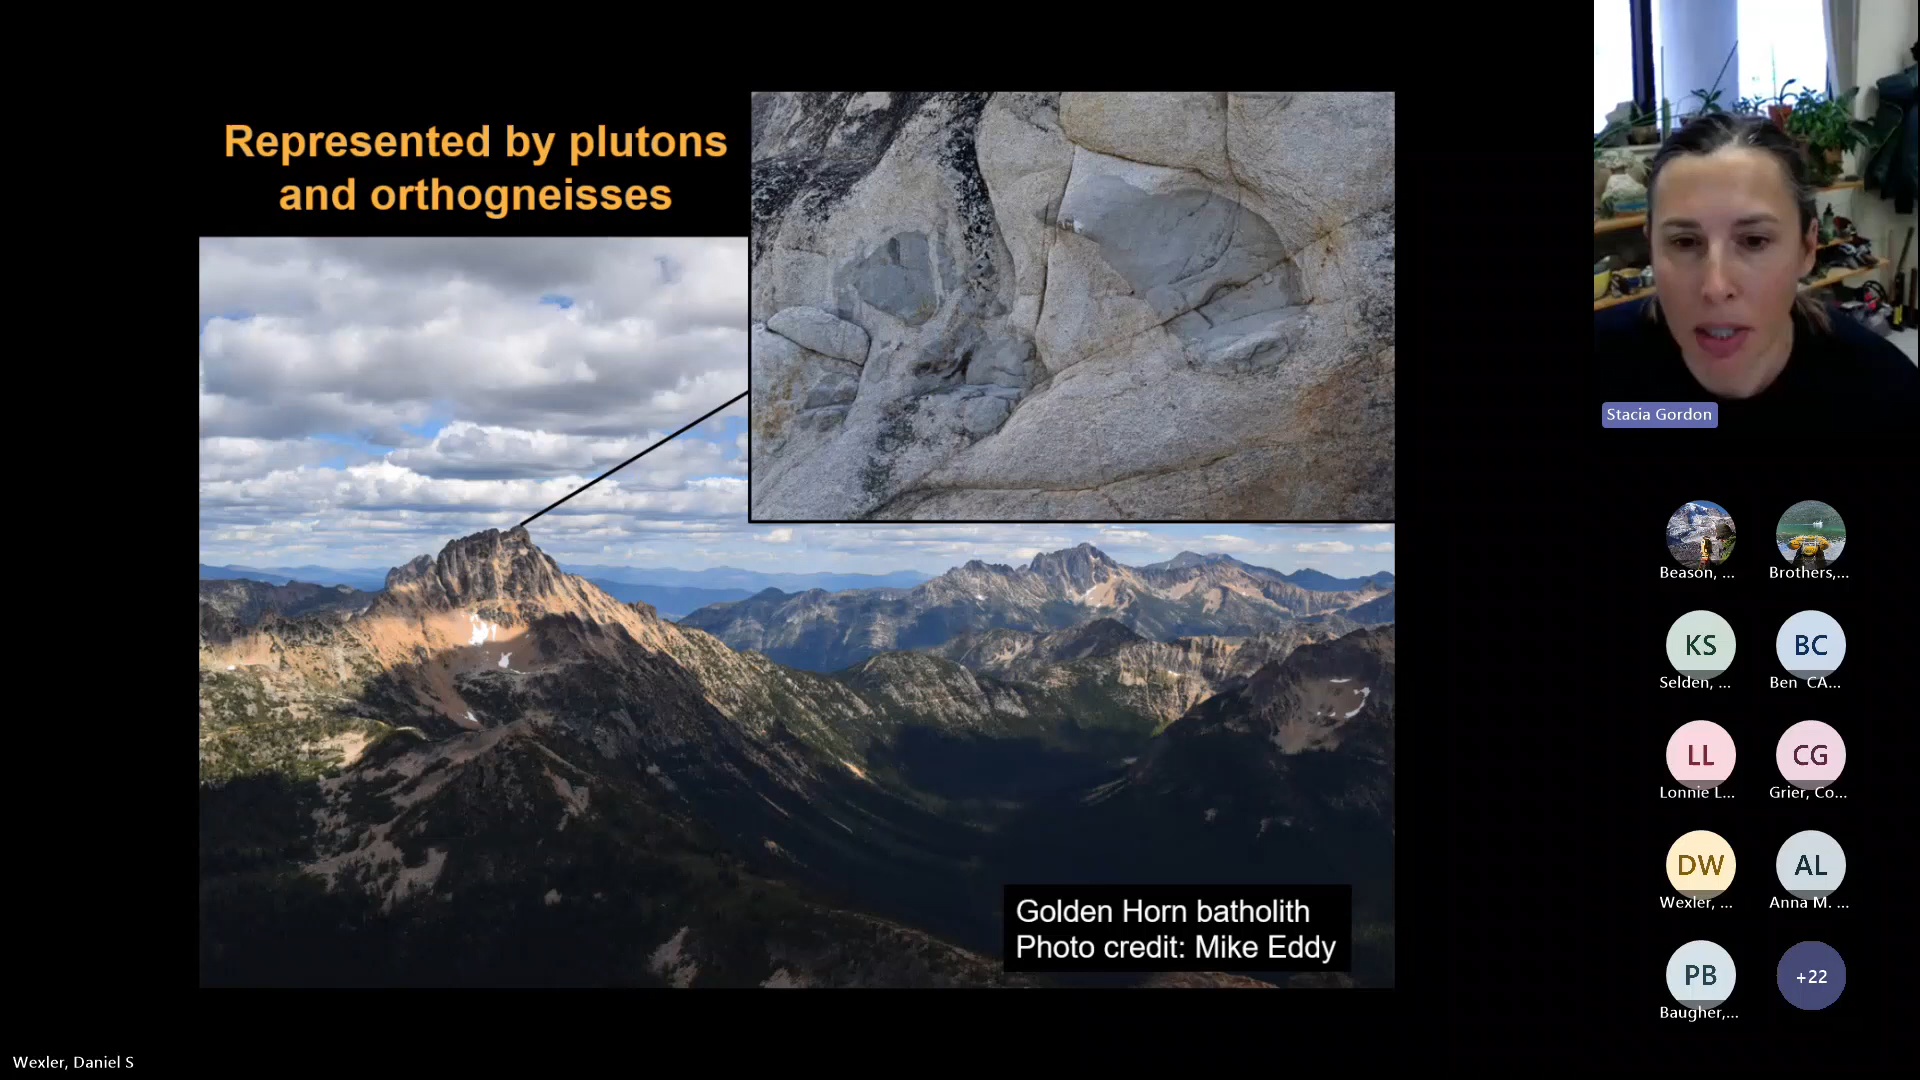 Represented by plutons
and orthogneisses
Golden Horn batholith
Photo credit: Mike Eddy
Stacia Gordon
Beason, ...
Brothers,...
KS
BC
Selden, ...
Ben CA...
LL
CG
Lonnie L...
Grier, Co...
DW
AL
Wexler, ...
Anna M. ...
PB
+22
Baugher,...
Wexler, Daniel S